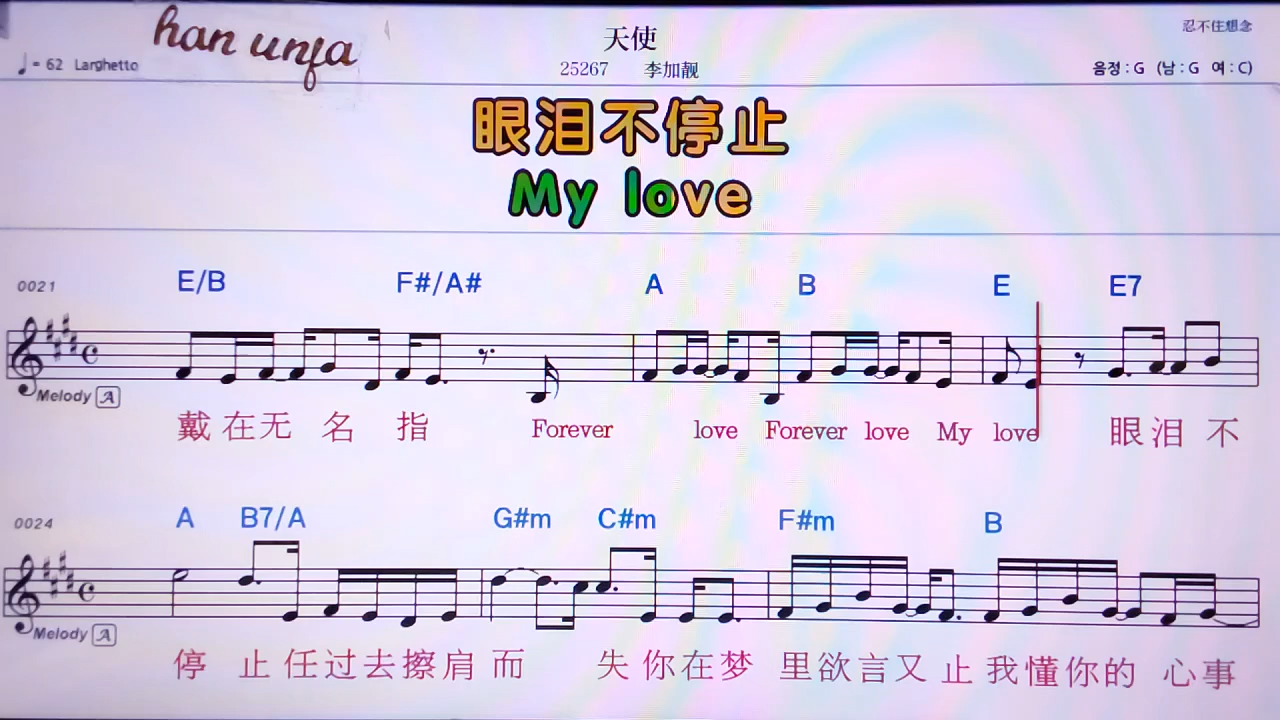 han unfa
天使
忍不住想念
♩= 62 Larghetto
25267 李加靓
음정 : G (남 : G 여 : C)
眼泪不停止
My love
0021 E/B F#/A# A B E E7
Melody A
戴在无名指 Forever love Forever love My love 眼泪不
0024 A B7/A G#m C#m F#m B
Melody A
停止任过去擦肩而 失你在梦里欲言又止我懂你的心事